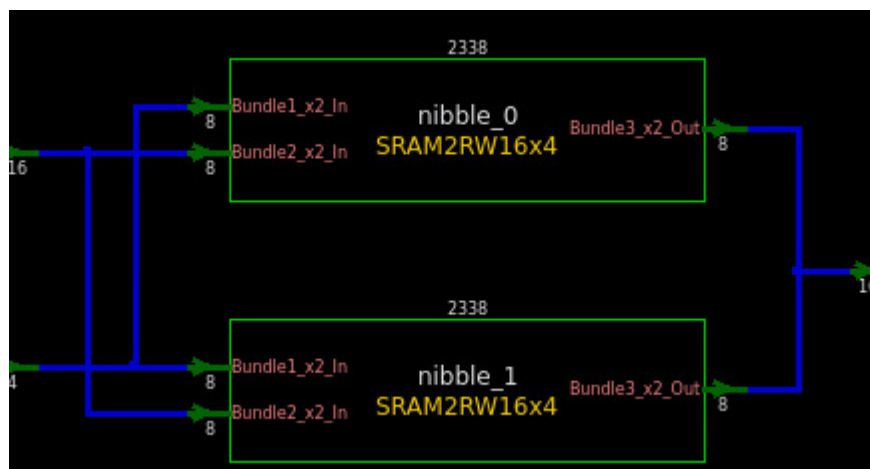 2338
Bundle1_x2_In
8
nibble_0
SRAM2RW16x4
Bundle3_x2_Out
8
16
Bundle2_x2_In
8
2338
4
Bundle1_x2_In
8
nibble_1
SRAM2RW16x4
Bundle3_x2_Out
8
Bundle2_x2_In
8